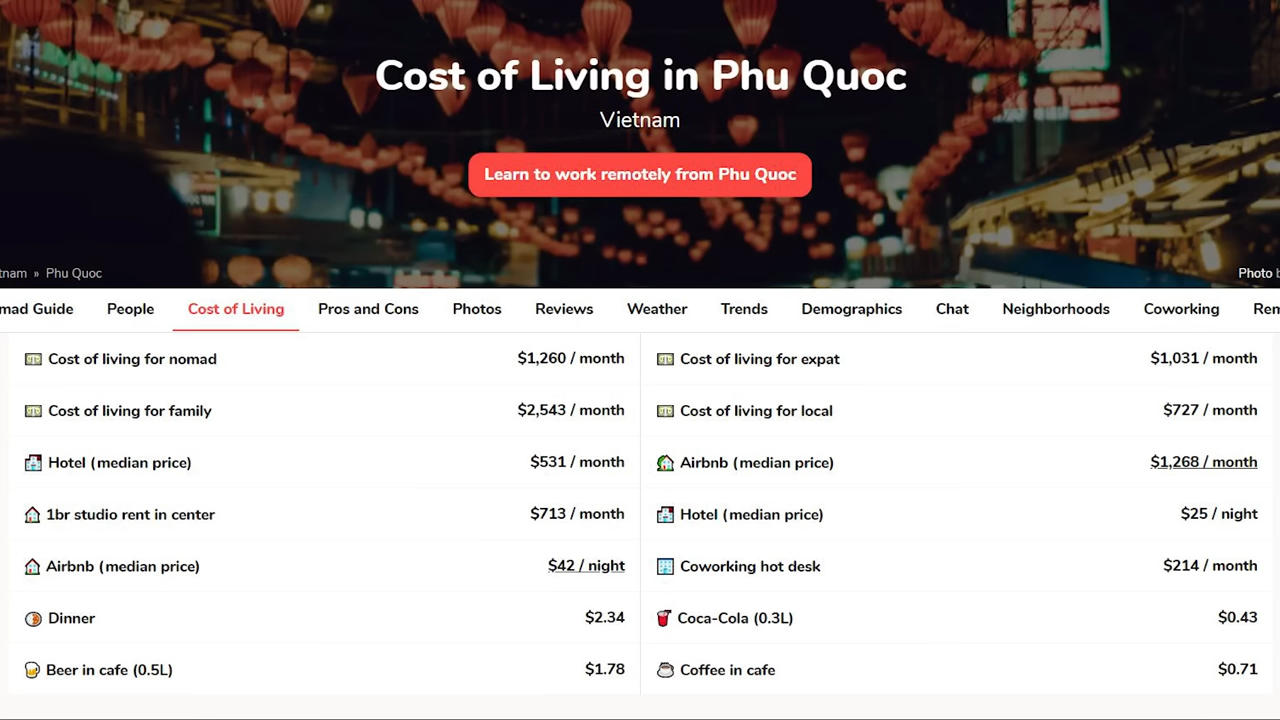 Cost of Living in Phu Quoc
Vietnam
Learn to work remotely from Phu Quoc
tnam » Phu Quoc
Photo b
mad Guide People Cost of Living Pros and Cons Photos Reviews Weather Trends Demographics Chat Neighborhoods Coworking Rem
Cost of living for nomad $1,260 / month
Cost of living for expat $1,031 / month
Cost of living for family $2,543 / month
Cost of living for local $727 / month
Hotel (median price) $531 / month
Airbnb (median price) $1,268 / month
1br studio rent in center $713 / month
Hotel (median price) $25 / night
Airbnb (median price) $42 / night
Coworking hot desk $214 / month
Dinner $2.34
Coca-Cola (0.3L) $0.43
Beer in cafe (0.5L) $1.78
Coffee in cafe $0.71